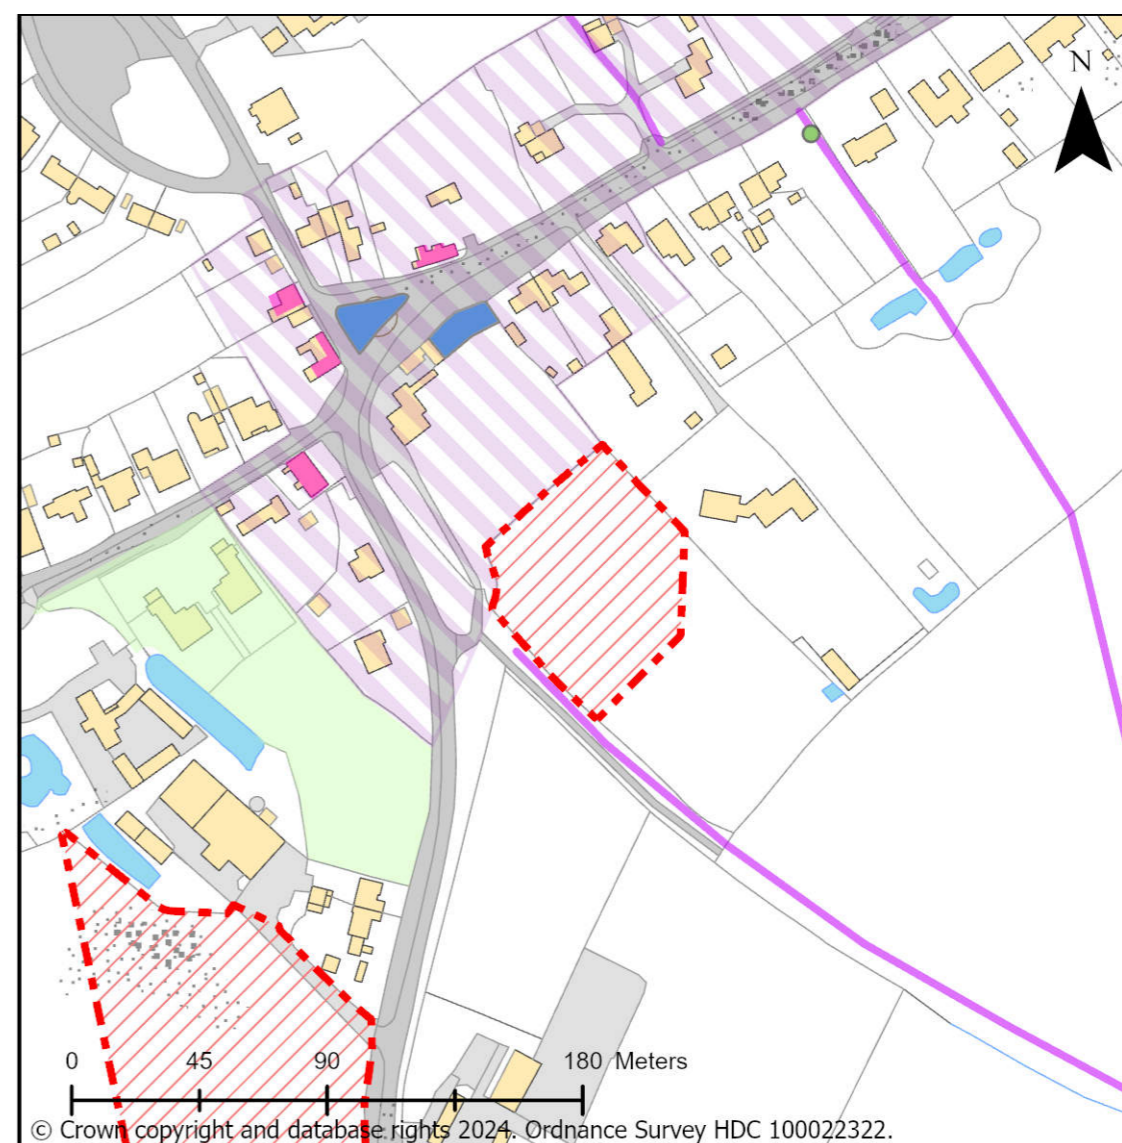 N
0 45 90 180 Meters
© Crown copyright and database rights 2024. Ordnance Survey HDC 100022322.